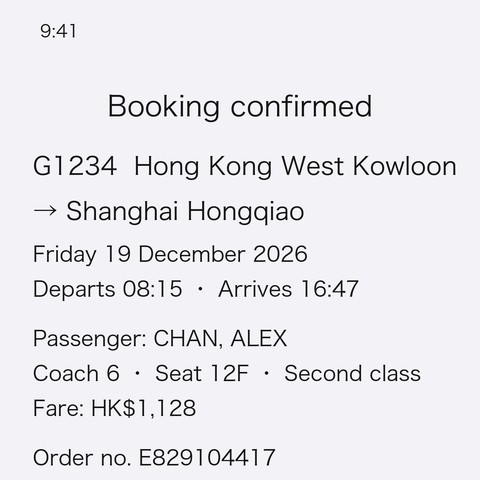 9:41
Booking confirmed
G1234 Hong Kong West Kowloon
→ Shanghai Hongqiao
Friday 19 December 2026
Departs 08:15 · Arrives 16:47
Passenger: CHAN, ALEX
Coach 6 · Seat 12F · Second class
Fare: HK$1,128
Order no. E829104417